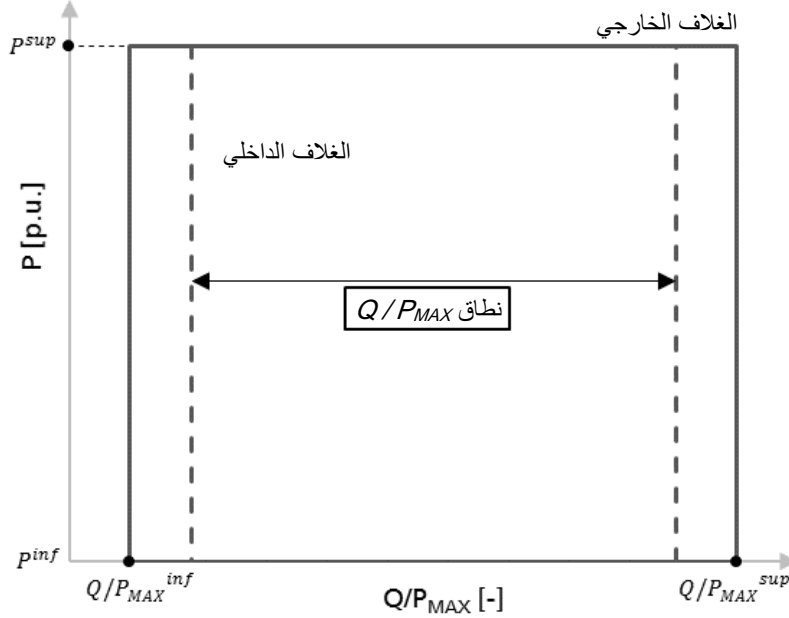 الغلاف الخارجي
P^sup
الغلاف الداخلي
P [p.u.]
نطاق Q/P_MAX
P^inf
Q/P_MAX^inf
Q/P_MAX [-]
Q/P_MAX^sup